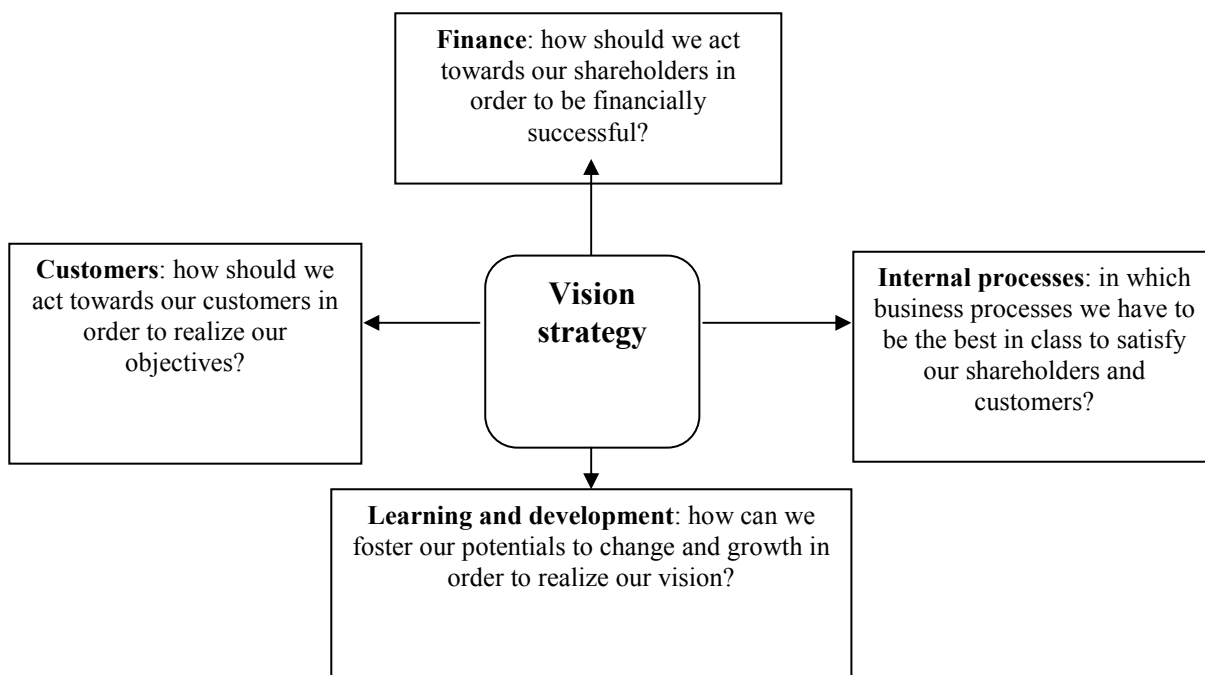 Finance: how should we act
towards our shareholders in
order to be financially
successful?
Customers: how should we
act towards our customers in
order to realize our
objectives?
Vision
strategy
Internal processes: in which
business processes we have to
be the best in class to satisfy
our shareholders and
customers?
Learning and development: how can we
foster our potentials to change and growth in
order to realize our vision?